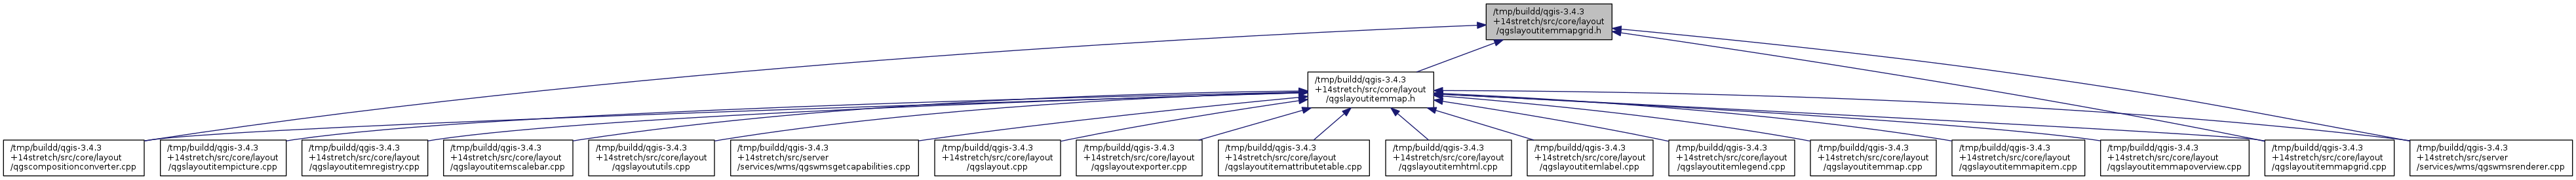 /tmp/buildd/qgis-3.4.3
+14stretch/src/core/layout
/qgslayoutitemmapgrid.h
/tmp/buildd/qgis-3.4.3
+14stretch/src/core/layout
/qgslayoutitemmap.h
/tmp/buildd/qgis-3.4.3
+14stretch/src/core/layout
/qgscompositionconverter.cpp
/tmp/buildd/qgis-3.4.3
+14stretch/src/core/layout
/qgslayoutitempicture.cpp
/tmp/buildd/qgis-3.4.3
+14stretch/src/core/layout
/qgslayoutitemregistry.cpp
/tmp/buildd/qgis-3.4.3
+14stretch/src/core/layout
/qgslayoutitemscalebar.cpp
/tmp/buildd/qgis-3.4.3
+14stretch/src/core/layout
/qgslayoututils.cpp
/tmp/buildd/qgis-3.4.3
+14stretch/src/server
/services/wms/qgswmsgetcapabilities.cpp
/tmp/buildd/qgis-3.4.3
+14stretch/src/core/layout
/qgslayout.cpp
/tmp/buildd/qgis-3.4.3
+14stretch/src/core/layout
/qgslayoutexporter.cpp
/tmp/buildd/qgis-3.4.3
+14stretch/src/core/layout
/qgslayoutitemattributetable.cpp
/tmp/buildd/qgis-3.4.3
+14stretch/src/core/layout
/qgslayoutitemhtml.cpp
/tmp/buildd/qgis-3.4.3
+14stretch/src/core/layout
/qgslayoutitemlabel.cpp
/tmp/buildd/qgis-3.4.3
+14stretch/src/core/layout
/qgslayoutitemlegend.cpp
/tmp/buildd/qgis-3.4.3
+14stretch/src/core/layout
/qgslayoutitemmap.cpp
/tmp/buildd/qgis-3.4.3
+14stretch/src/core/layout
/qgslayoutitemmapitem.cpp
/tmp/buildd/qgis-3.4.3
+14stretch/src/core/layout
/qgslayoutitemmapoverview.cpp
/tmp/buildd/qgis-3.4.3
+14stretch/src/core/layout
/qgslayoutitemmapgrid.cpp
/tmp/buildd/qgis-3.4.3
+14stretch/src/server
/services/wms/qgswmsrenderer.cpp